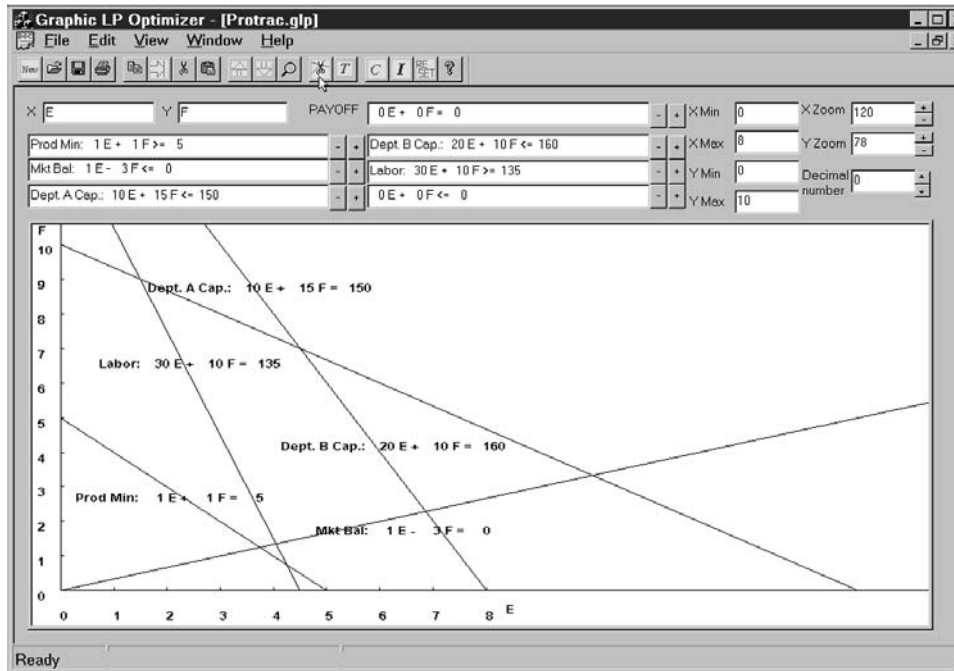 Graphic LP Optimizer - [Protrac.glp]
File Edit View Window Help
New T C I RE SET ?
X E Y F PAYOFF 0 E + 0 F = 0 - + X Min 0 X Zoom 120 + -
Prod Min: 1 E + 1 F >= 5 - + Dept. B Cap.: 20 E + 10 F <= 160 - + X Max 8 Y Zoom 78 + -
Mkt Bal: 1 E - 3 F <= 0 - + Labor: 30 E + 10 F >= 135 - + Y Min 0 Decimal number 0
Dept. A Cap.: 10 E + 15 F <= 150 - + 0 E + 0 F <= 0 - + Y Max 10
F
10
9
Dept. A Cap.: 10 E + 15 F = 150
8
7
Labor: 30 E + 10 F = 135
6
5
Dept. B Cap.: 20 E + 10 F = 160
4
3
Prod Min: 1 E + 1 F = 5
2
Mkt Bal: 1 E - 3 F = 0
1
0
0 1 2 3 4 5 6 7 8 E
Ready